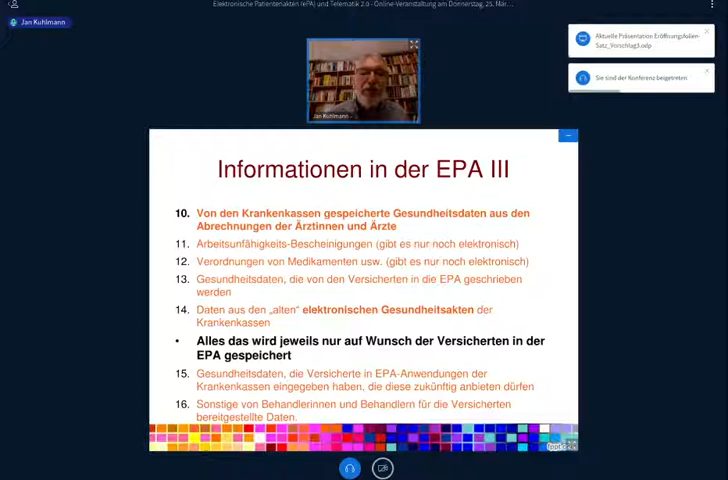 Elektronische Patientenakten (ePA) und Telematik 2.0 - Online-Veranstaltung am Donnerstag, 25. Mär...
Jan Kuhlmann
Aktuelle Präsentation Eröffnungsfolien-
Satz_Vorschlag3.odp
Sie sind der Konferenz beigetreten
Jan Kuhlmann
Informationen in der EPA III
10. Von den Krankenkassen gespeicherte Gesundheitsdaten aus den
Abrechnungen der Ärztinnen und Ärzte
11. Arbeitsunfähigkeits-Bescheinigungen (gibt es nur noch elektronisch)
12. Verordnungen von Medikamenten usw. (gibt es nur noch elektronisch)
13. Gesundheitsdaten, die von den Versicherten in die EPA geschrieben
werden
14. Daten aus den „alten“ elektronischen Gesundheitsakten der
Krankenkassen
• Alles das wird jeweils nur auf Wunsch der Versicherten in der
EPA gespeichert
15. Gesundheitsdaten, die Versicherte in EPA-Anwendungen der
Krankenkassen eingegeben haben, die diese zukünftig anbieten dürfen
16. Sonstige von Behandlerinnen und Behandlern für die Versicherten
bereitgestellte Daten.